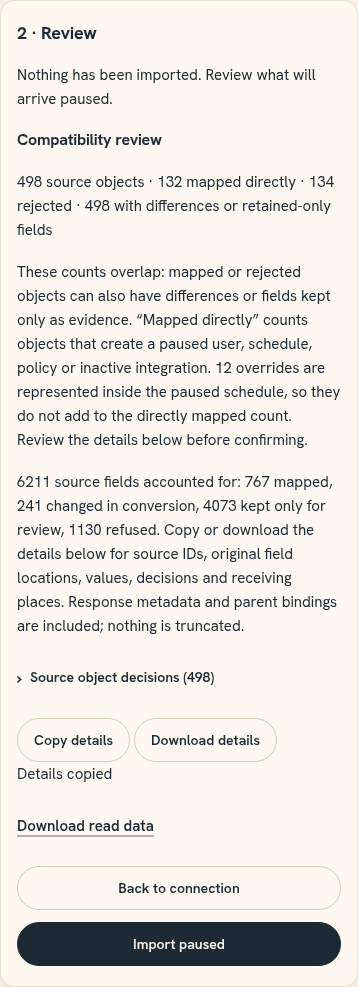 2 · Review
Nothing has been imported. Review what will
arrive paused.
Compatibility review
498 source objects · 132 mapped directly · 134
rejected · 498 with differences or retained-only
fields
These counts overlap: mapped or rejected
objects can also have differences or fields kept
only as evidence. “Mapped directly” counts
objects that create a paused user, schedule,
policy or inactive integration. 12 overrides are
represented inside the paused schedule, so they
do not add to the directly mapped count.
Review the details below before confirming.
6211 source fields accounted for: 767 mapped,
241 changed in conversion, 4073 kept only for
review, 1130 refused. Copy or download the
details below for source IDs, original field
locations, values, decisions and receiving
places. Response metadata and parent bindings
are included; nothing is truncated.
› Source object decisions (498)
Copy details Download details
Details copied
Download read data
Back to connection
Import paused